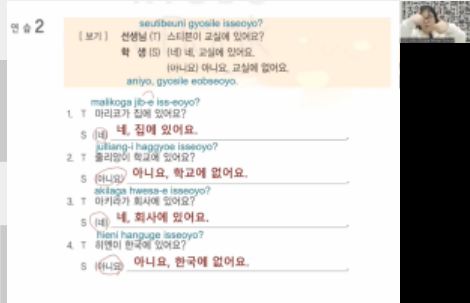 연습 2
seutibeuni gyosile isseoyo?
[보기] 선생님 (T) 스티븐이 교실에 있어요?
학 생 (S) (네) 네, 교실에 있어요.
(아니요) 아니요, 교실에 없어요.
aniyo, gyosile eobseoyo.
malikoga jib-e iss-eoyo?
1. T 마리코가 집에 있어요?
S (네) 네, 집에 있어요.
julliang-i haggyoe isseoyo?
2. T 줄리앙이 학교에 있어요?
S (아니요) 아니요, 학교에 없어요.
akilaga hwesa-e isseoyo?
3. T 아키라가 회사에 있어요?
S (네) 네, 회사에 있어요.
hieni hanguge isseoyo?
4. T 히엔이 한국에 있어요?
S (아니요) 아니요, 한국에 없어요.